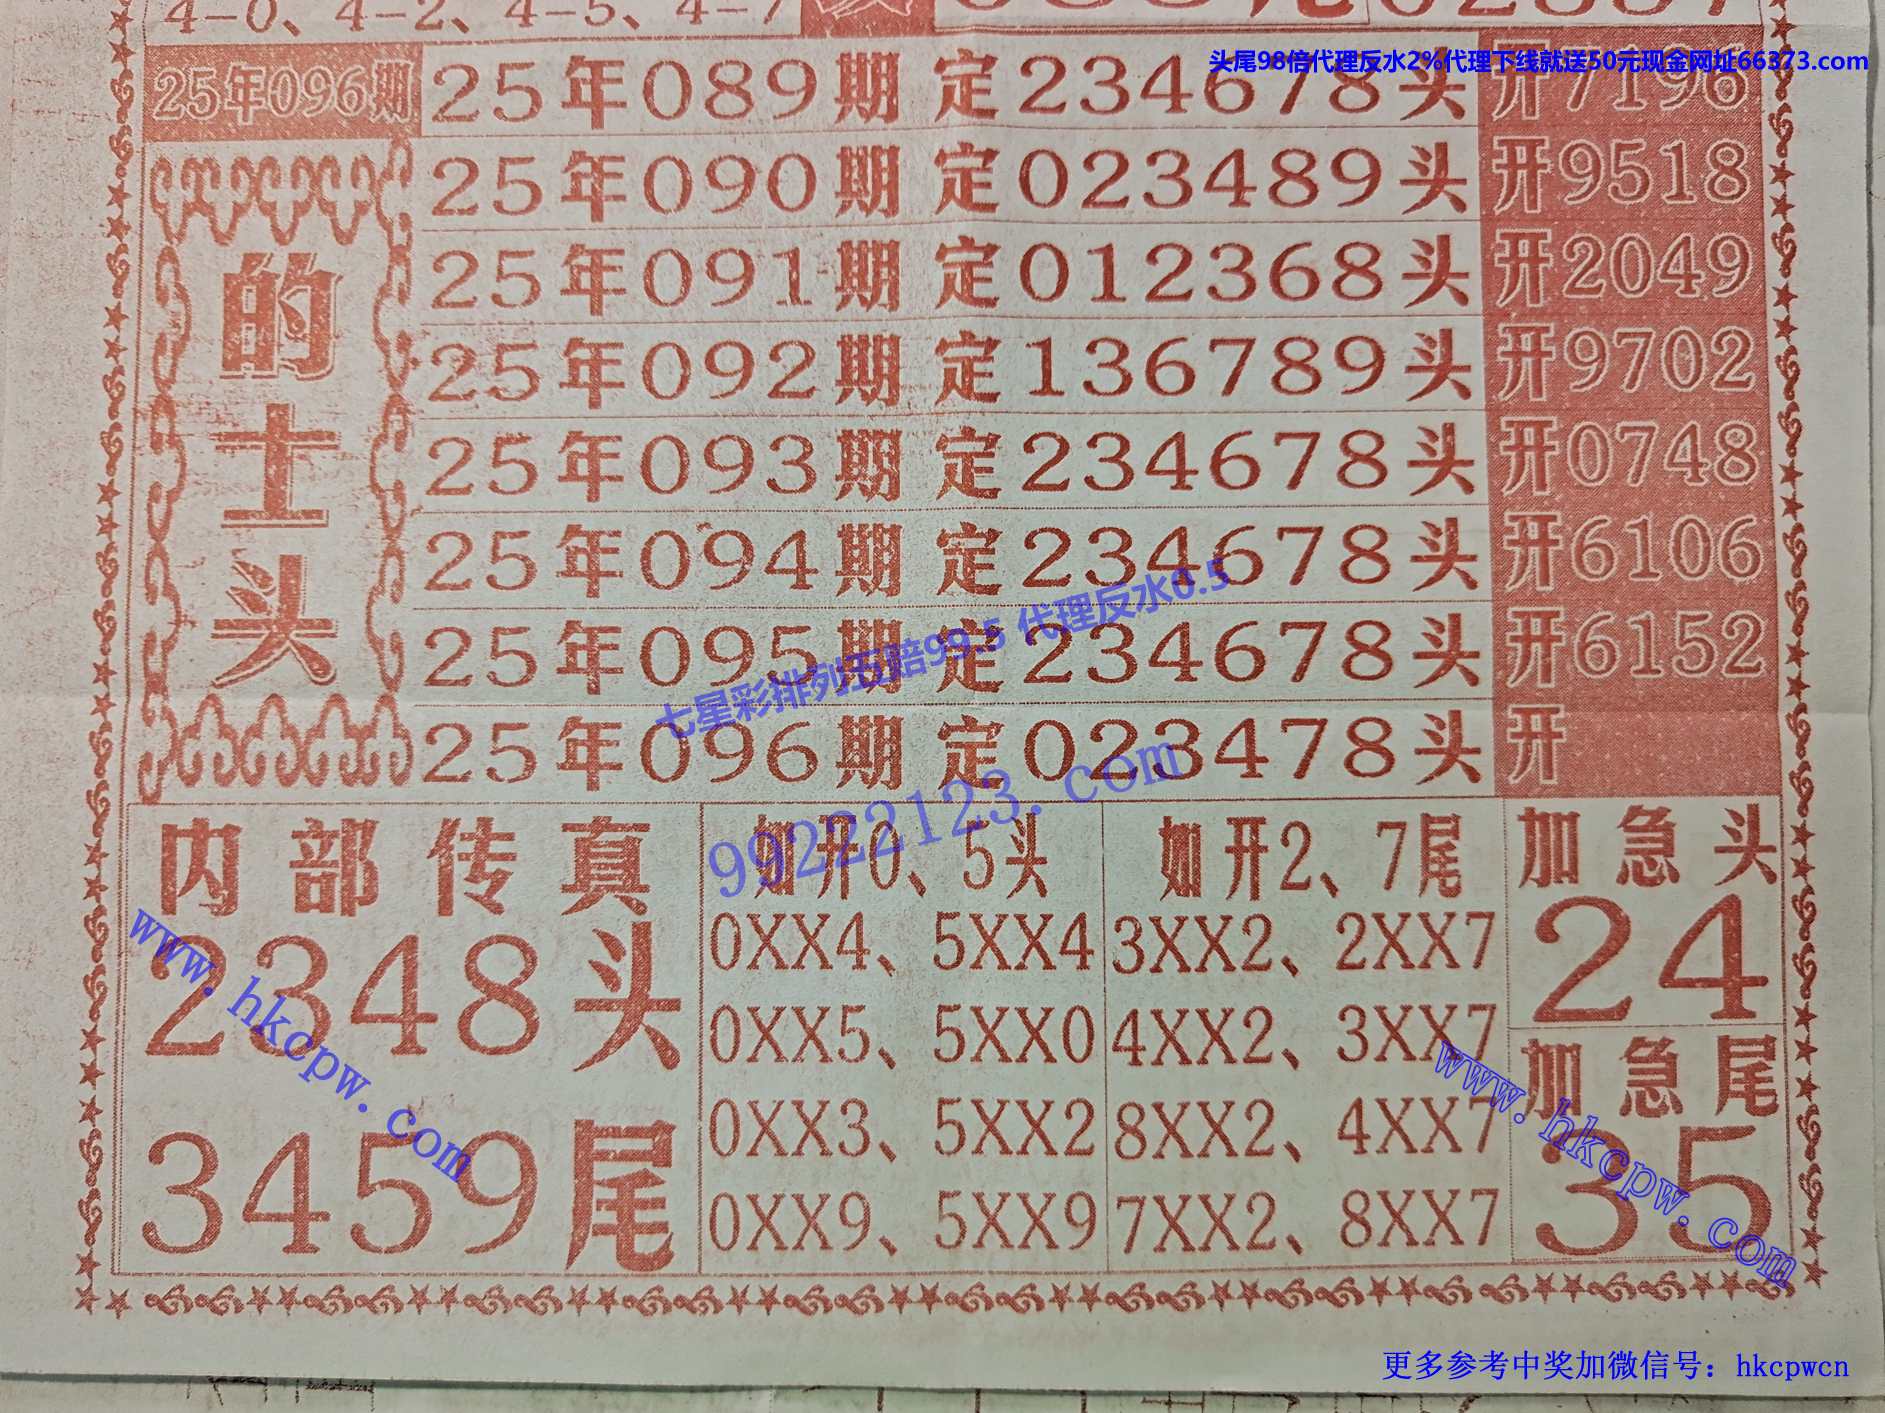 4-0、4-2、4-5、4-7
头尾98倍代理反水2%代理下线就送50元现金网址66373.com
25年096期
的士头
25年089期 定234678头 开7196
25年090期 定023489头 开9518
25年091期 定012368头 开2049
25年092期 定136789头 开9702
25年093期 定234678头 开0748
25年094期 定234678头 开6106
25年095期 定234678头 开6152
25年096期 定023478头 开
七星彩排列五赔99.5 代理反水0.5
99222123.com
内部传真
2348头
3459尾
www.hkcpw.com
如开0、5头
0XX4、5XX4
0XX5、5XX0
0XX3、5XX2
0XX9、5XX9
如开2、7尾
3XX2、2XX7
4XX2、3XX7
8XX2、4XX7
7XX2、8XX7
加急头
24
加急尾
35
www.hkcpw.com
更多参考中奖加微信号：hkcpwcn